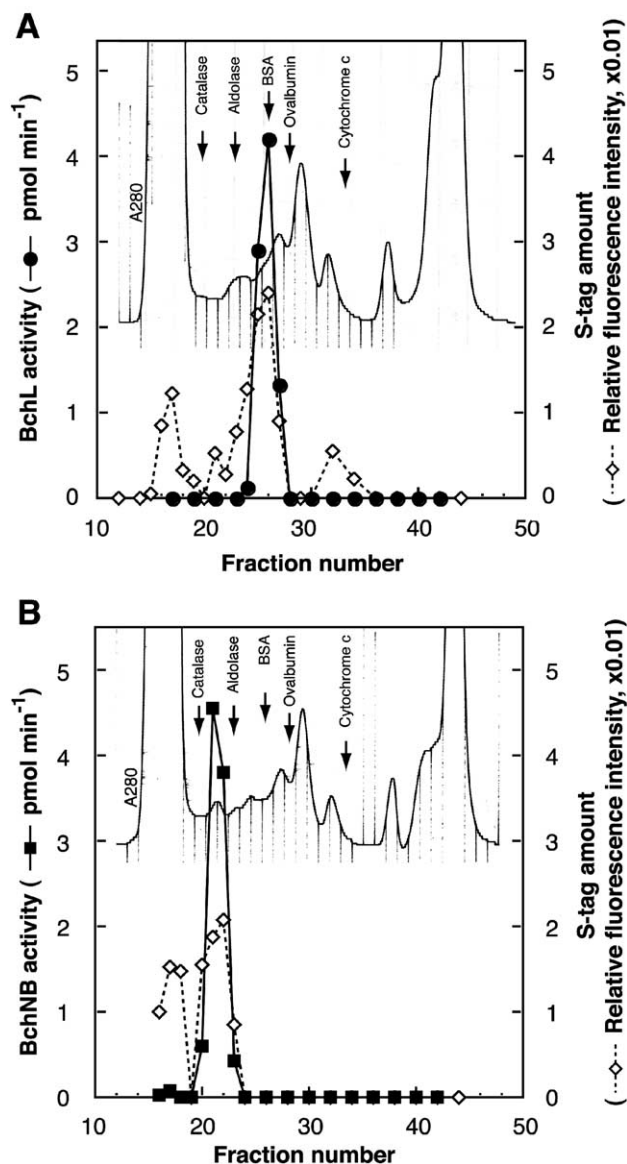 A
5
4
3
2
1
0
10
20
30
40
50
5
4
3
2
1
0
A280
Catalase
Aldolase
BSA
Ovalbumin
Cytochrome c
BchL activity (—●— pmol min⁻¹)
S-tag amount
(--◇-- Relative fluorescence intensity, x0.01)
Fraction number
B
5
4
3
2
1
0
10
20
30
40
50
5
4
3
2
1
0
A280
Catalase
Aldolase
BSA
Ovalbumin
Cytochrome c
BchNB activity (—■— pmol min⁻¹)
S-tag amount
(--◇-- Relative fluorescence intensity, x0.01)
Fraction number